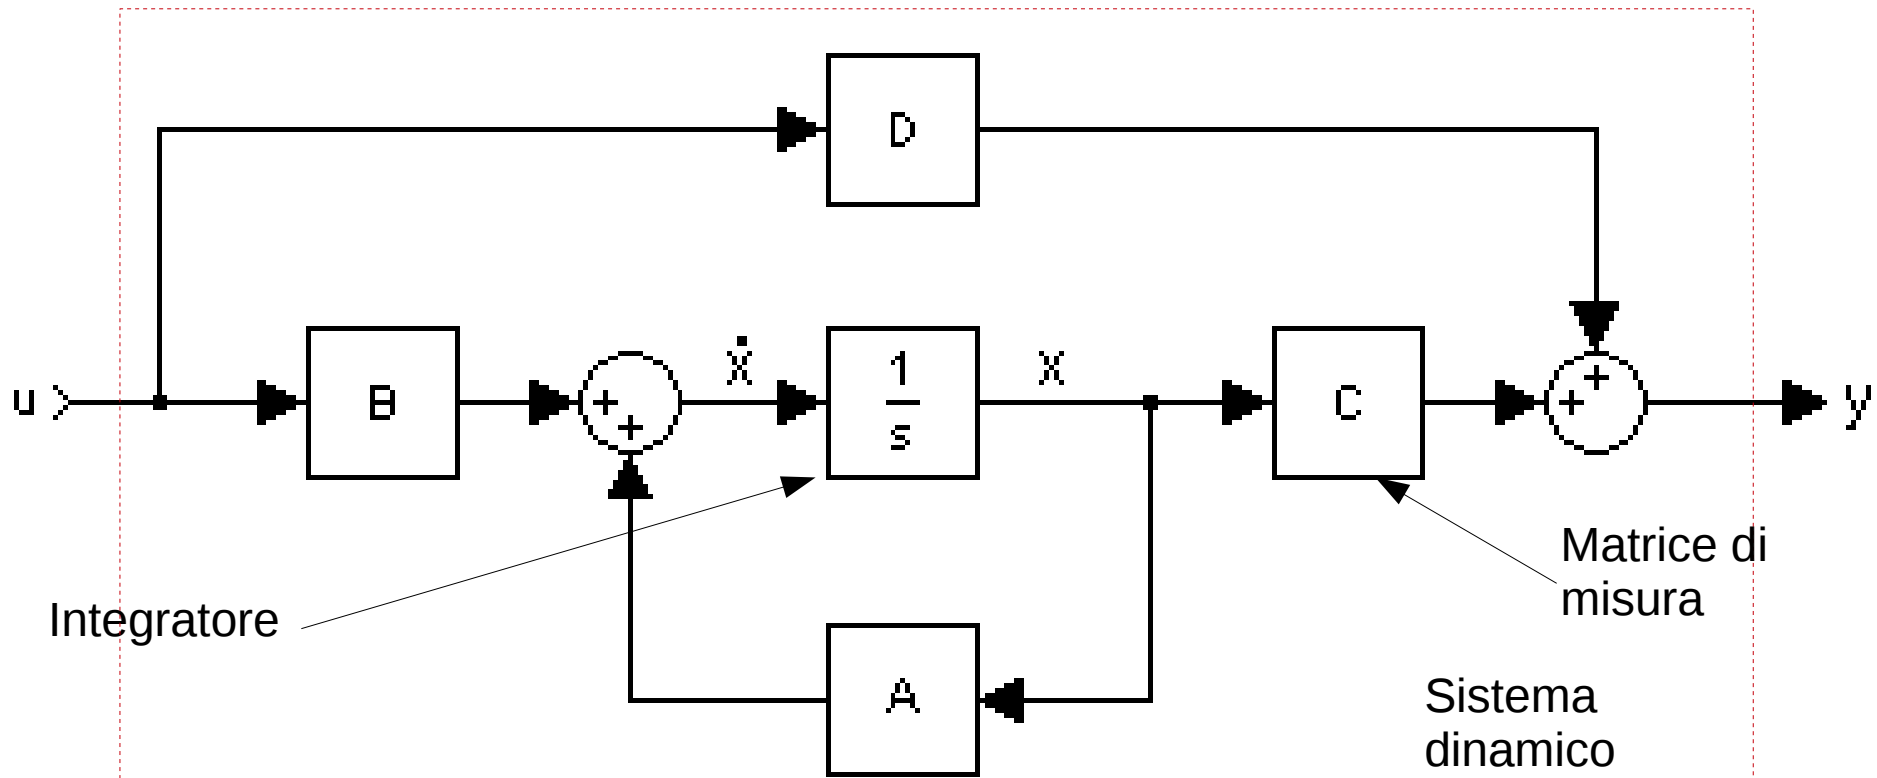 D
u
B
+
+
ẋ
1
s
x
C
+
+
y
Integratore
A
Matrice di
misura
Sistema
dinamico